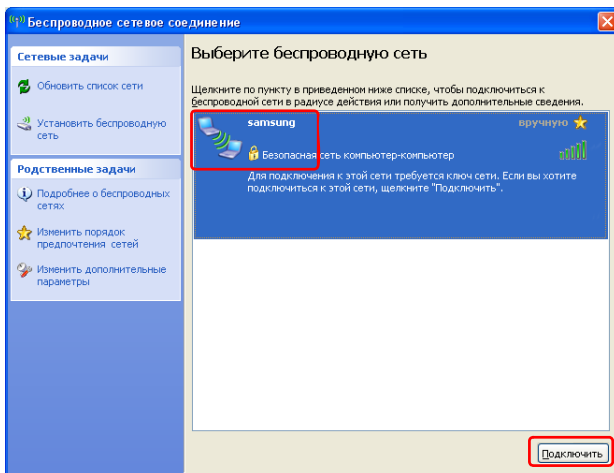 Беспроводное сетевое соединение
Сетевые задачи
Обновить список сети
Установить беспроводную
сеть
Родственные задачи
Подробнее о беспроводных
сетях
Изменить порядок
предпочтения сетей
Изменить дополнительные
параметры
Выберите беспроводную сеть
Щелкните по пункту в приведенном ниже списке, чтобы подключиться к
беспроводной сети в радиусе действия или получить дополнительные сведения.
samsung
вручную
Безопасная сеть компьютер-компьютер
Для подключения к этой сети требуется ключ сети. Если вы хотите
подключиться к этой сети, щелкните "Подключить".
Подключить